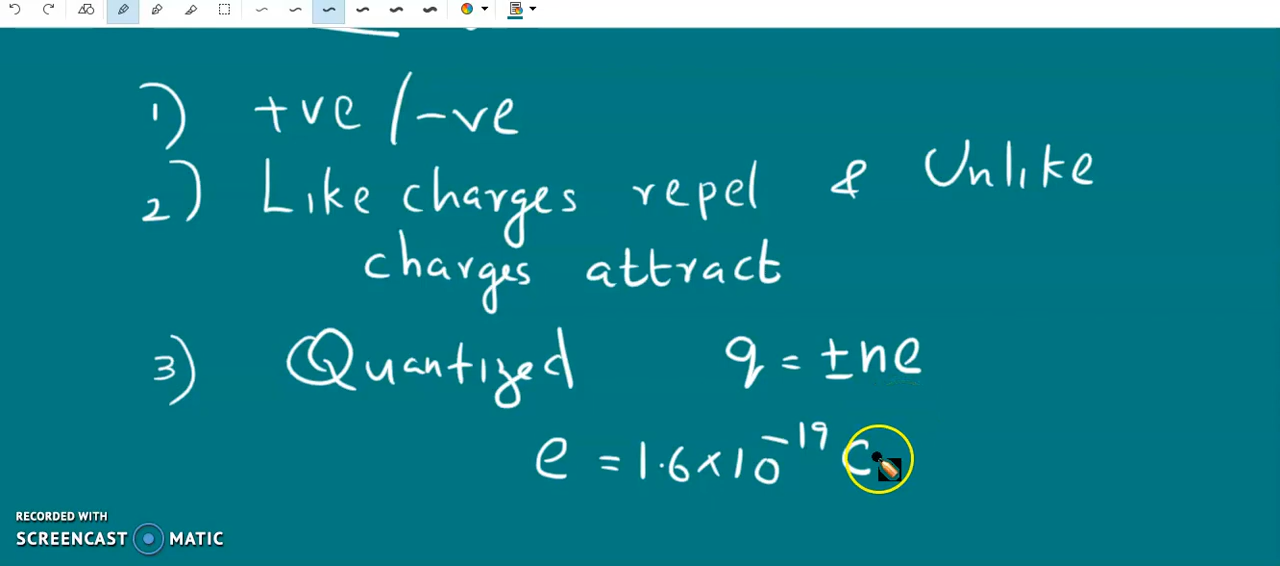 1) +ve / -ve
2) Like charges repel & Unlike
charges attract
3) Quantized q = ±ne
e = 1.6 × 10⁻¹⁹ C
RECORDED WITH
SCREENCAST MATIC